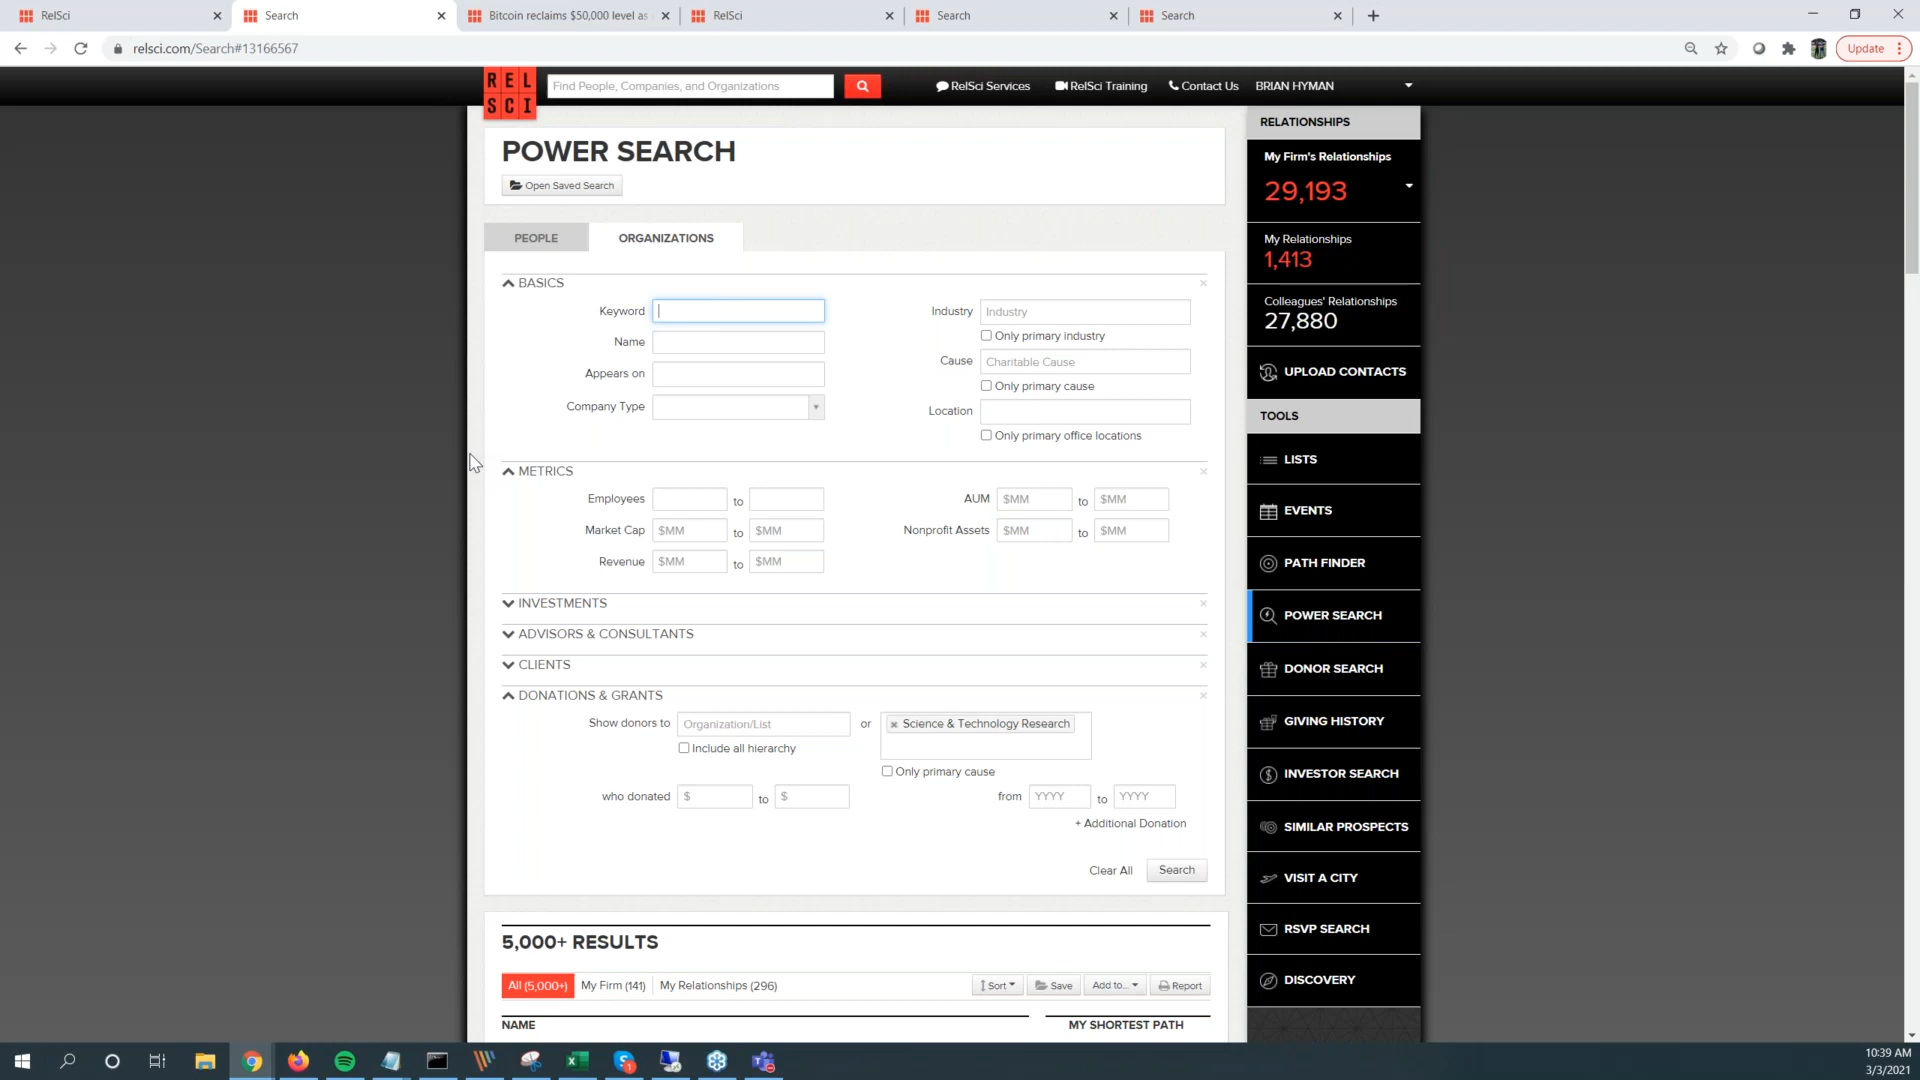 RelSci
Search
Bitcoin reclaims $50,000 level as
RelSci
Search
Search
relsci.com/Search#13166567
Update
REL
SCI
Find People, Companies, and Organizations
RelSci Services
RelSci Training
Contact Us
BRIAN HYMAN
POWER SEARCH
Open Saved Search
PEOPLE
ORGANIZATIONS
BASICS
Keyword
Industry
Industry
Only primary industry
Name
Cause
Charitable Cause
Appears on
Only primary cause
Company Type
Location
Only primary office locations
METRICS
Employees
to
AUM
$MM
to
$MM
Market Cap
$MM
to
$MM
Nonprofit Assets
$MM
to
$MM
Revenue
$MM
to
$MM
INVESTMENTS
ADVISORS & CONSULTANTS
CLIENTS
DONATIONS & GRANTS
Show donors to
Organization/List
or
Science & Technology Research
Include all hierarchy
Only primary cause
who donated
$
to
$
from
YYYY
to
YYYY
+ Additional Donation
Clear All
Search
5,000+ RESULTS
All (5,000+)
My Firm (141)
My Relationships (296)
Sort
Save
Add to...
Report
NAME
MY SHORTEST PATH
RELATIONSHIPS
My Firm's Relationships
29,193
My Relationships
1,413
Colleagues' Relationships
27,880
UPLOAD CONTACTS
TOOLS
LISTS
EVENTS
PATH FINDER
POWER SEARCH
DONOR SEARCH
GIVING HISTORY
INVESTOR SEARCH
SIMILAR PROSPECTS
VISIT A CITY
RSVP SEARCH
DISCOVERY
10:39 AM
3/3/2021